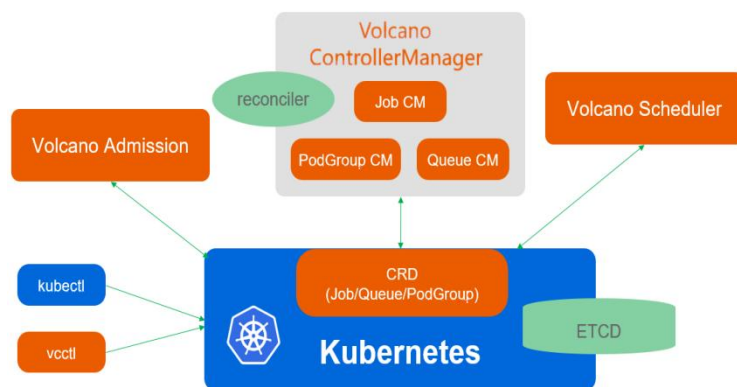 Volcano
ControllerManager
reconciler
Job CM
Volcano Admission
Volcano Scheduler
PodGroup CM
Queue CM
CRD
(Job/Queue/PodGroup)
kubectl
ETCD
vcctl
Kubernetes